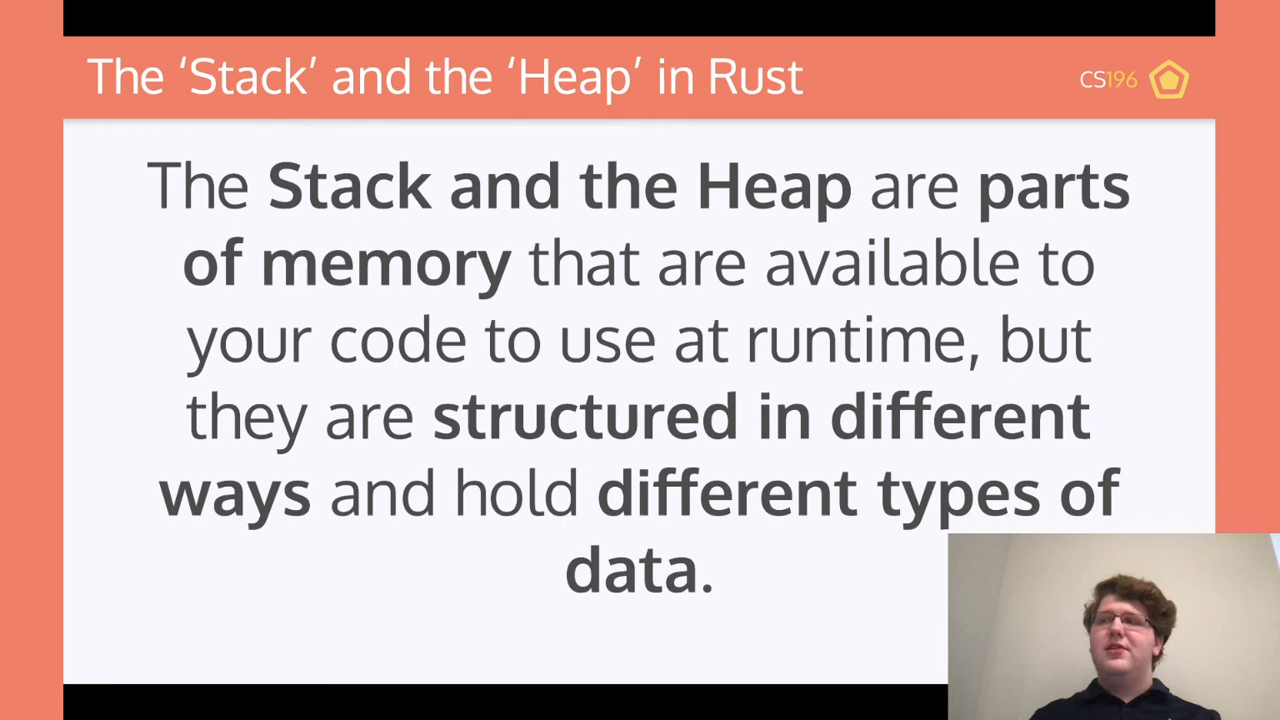 The ‘Stack’ and the ‘Heap’ in Rust
CS196
The Stack and the Heap are parts
of memory that are available to
your code to use at runtime, but
they are structured in different
ways and hold different types of
data.